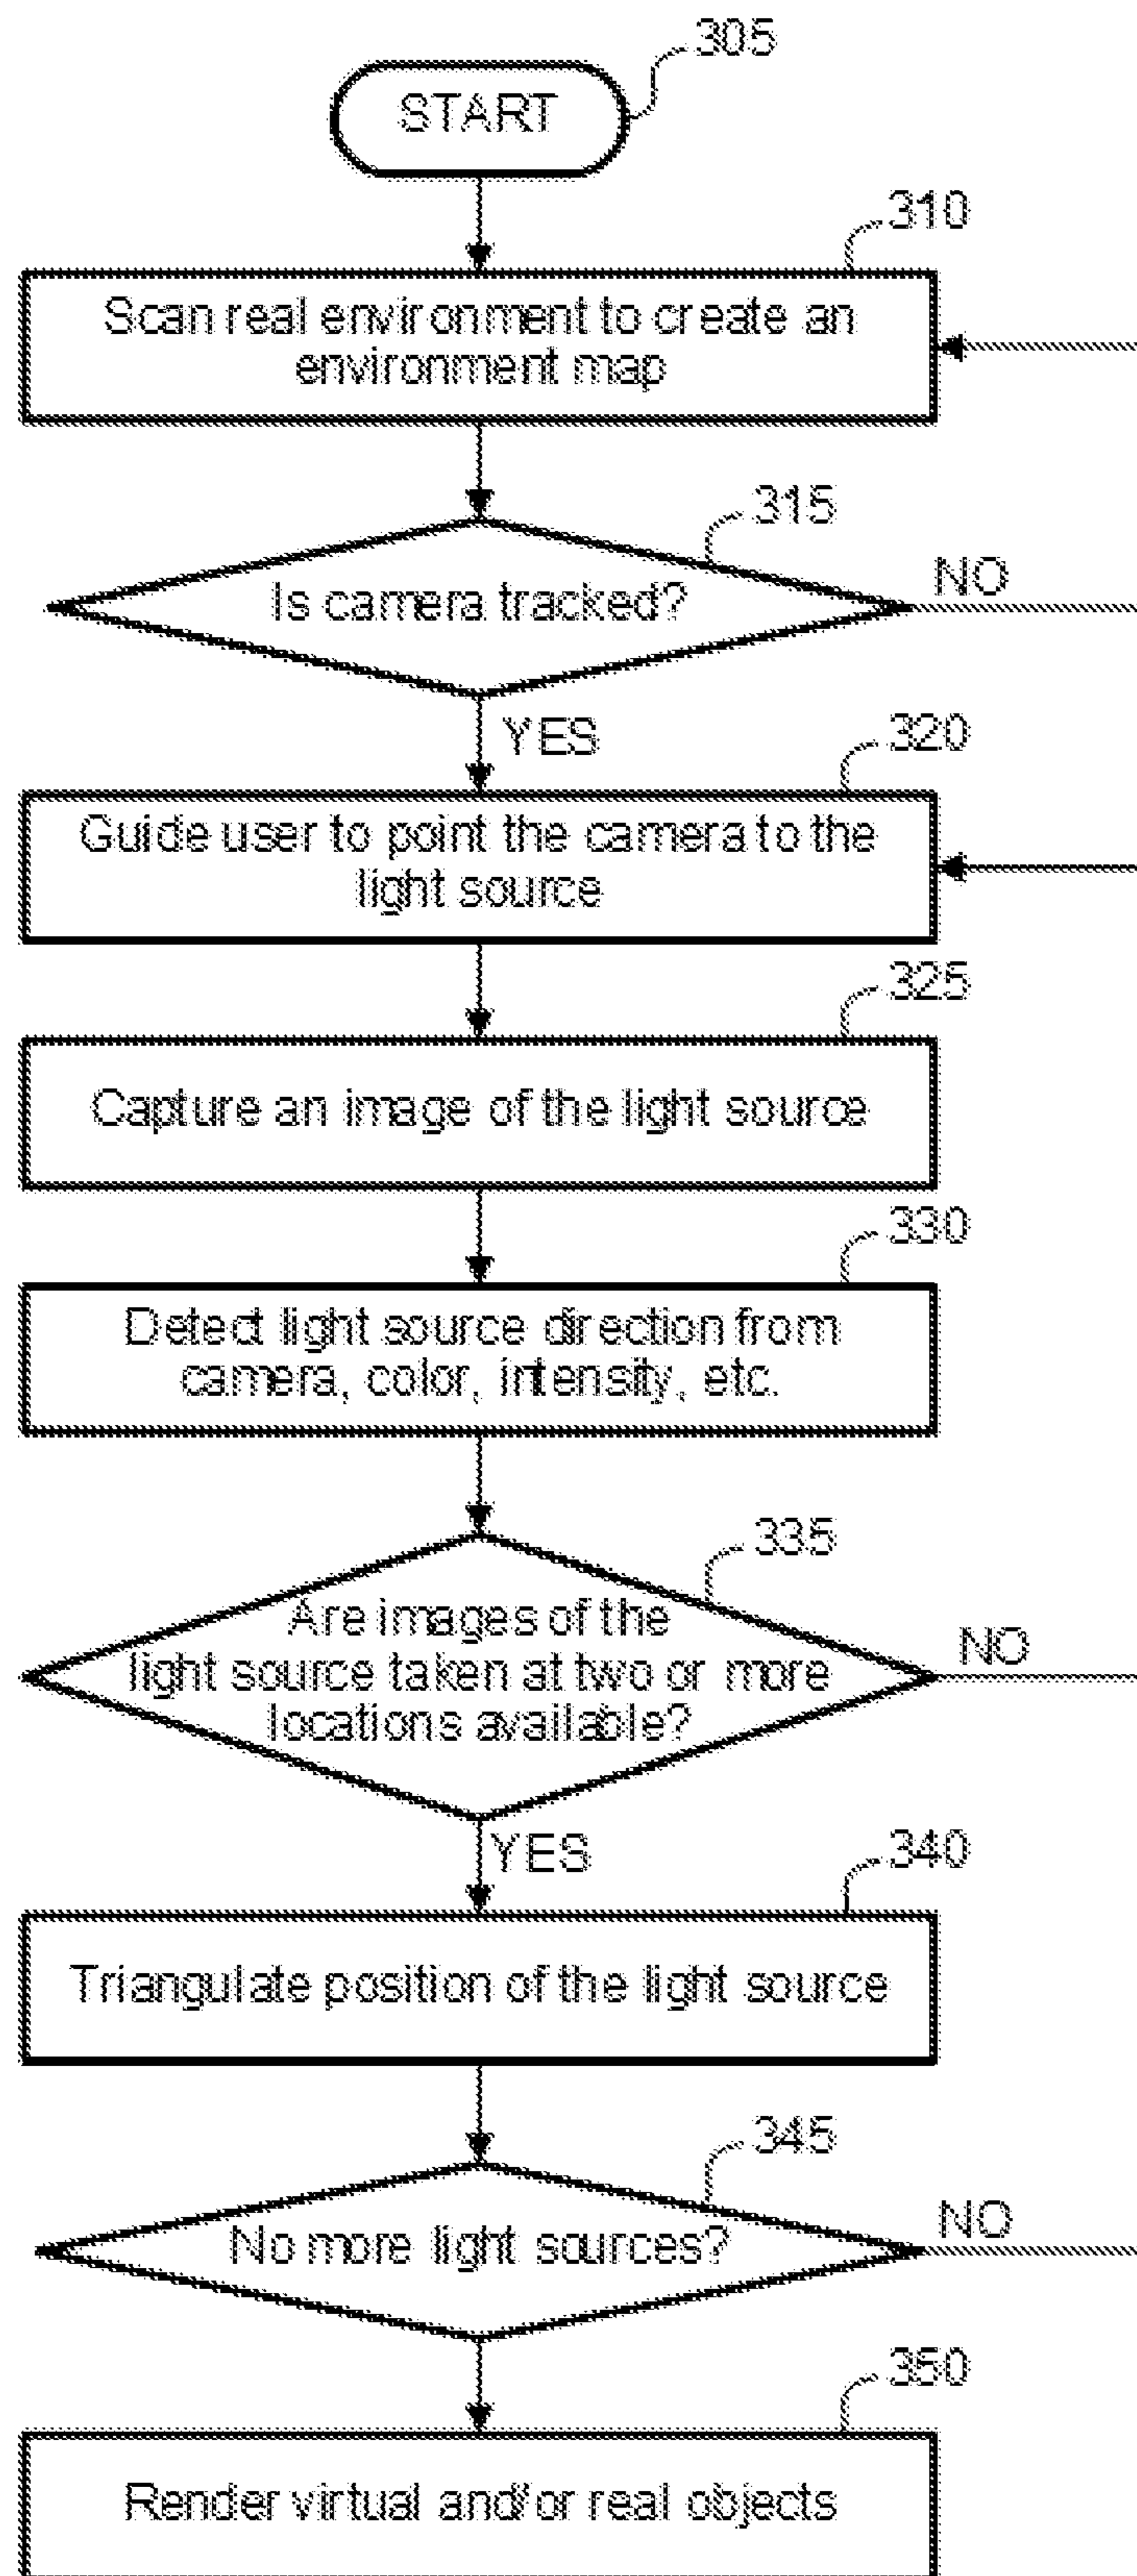 305
START
310
Scan real environment to create an
environment map
315
Is camera tracked?
NO
YES
320
Guide user to point the camera to the
light source
325
Capture an image of the light source
330
Detect light source direction from
camera, color, intensity, etc.
335
Are images of the
light source taken at two or more
locations available?
NO
YES
340
Triangulate position of the light source
345
No more light sources?
NO
350
Render virtual and/or real objects